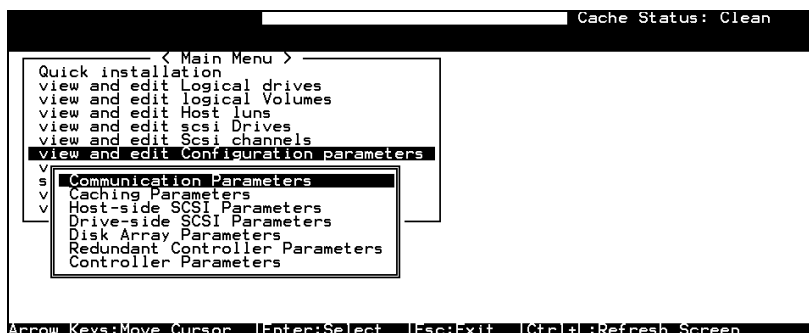 Cache Status: Clean
< Main Menu >
Quick installation
view and edit Logical drives
view and edit logical Volumes
view and edit Host luns
view and edit scsi Drives
view and edit Scsi channels
view and edit Configuration parameters
v
s
v
v
Communication Parameters
Caching Parameters
Host-side SCSI Parameters
Drive-side SCSI Parameters
Disk Array Parameters
Redundant Controller Parameters
Controller Parameters
Arrow Keys:Move Cursor |Enter:Select |Esc:Exit |Ctrl+L:Refresh Screen